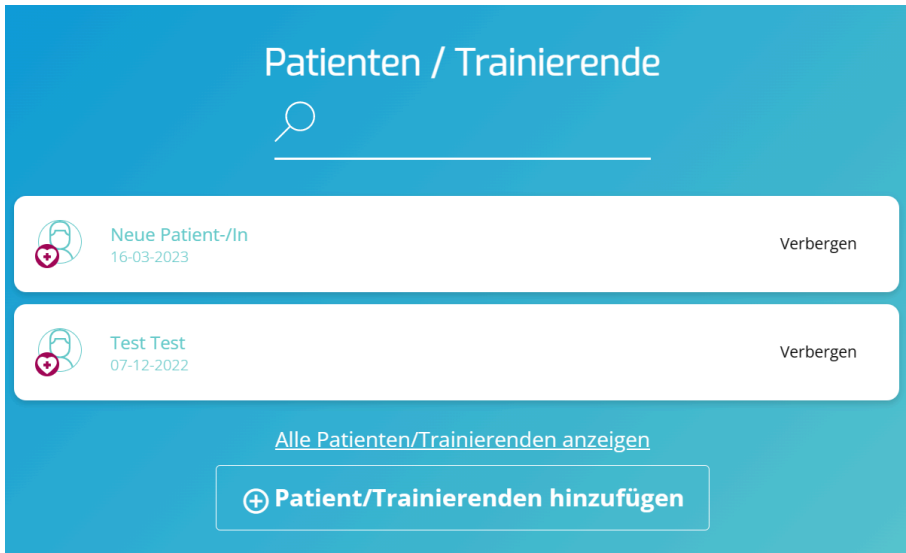 Patienten / Trainierende
Neue Patient-/In
16-03-2023
Verbergen
Test Test
07-12-2022
Verbergen
Alle Patienten/Trainierenden anzeigen
Patient/Trainierenden hinzufügen